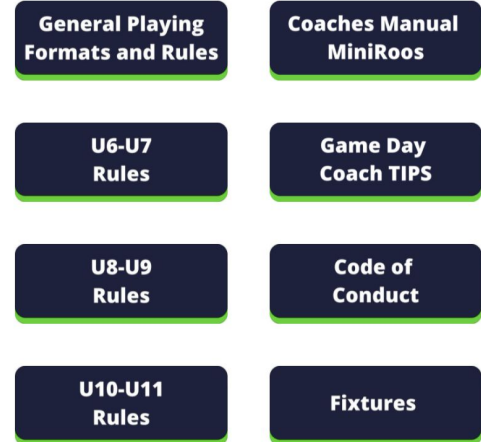 General Playing
Formats and Rules
Coaches Manual
MiniRoos
U6-U7
Rules
Game Day
Coach TIPS
U8-U9
Rules
Code of
Conduct
U10-U11
Rules
Fixtures